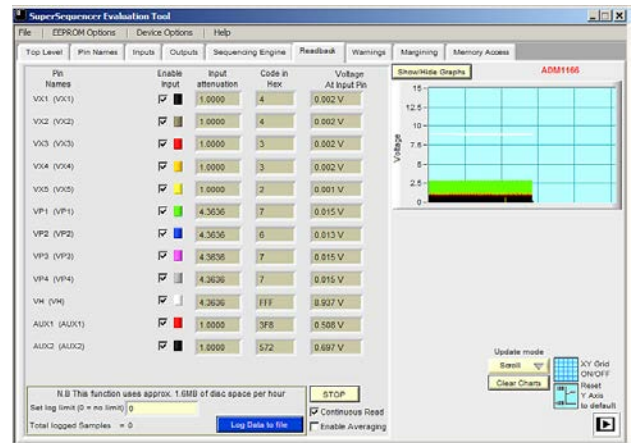 SuperSequencer Evaluation Tool
File EEPROM Options Device Options Help
Top Level Pin Names Inputs Outputs Sequencing Engine Readback Warnings Margining Memory Access
Pin Names Enable Input Input attenuation Code in Hex Voltage At Input Pin
VX1 (VX1) 1.0000 4 0.002 V
VX2 (VX2) 1.0000 4 0.002 V
VX3 (VX3) 1.0000 3 0.002 V
VX4 (VX4) 1.0000 3 0.002 V
VX5 (VX5) 1.0000 2 0.001 V
VP1 (VP1) 4.3636 7 0.015 V
VP2 (VP2) 4.3636 6 0.013 V
VP3 (VP3) 4.3636 7 0.015 V
VP4 (VP4) 4.3636 7 0.015 V
VH (VH) 4.3636 FFF 8.937 V
AUX1 (AUX1) 1.0000 3F8 0.508 V
AUX2 (AUX2) 1.0000 572 0.697 V
N.B This function uses approx. 1.6MB of disc space per hour
Set log limit (0 = no limit) 0
Total logged Samples = 0
Log Data to file
STOP
Continuous Read
Enable Averaging
Show/Hide Graphs
ADM1166
Voltage
15
12.5
10
7.5
5
2.5
0
Update mode
Scroll
Clear Charts
XY Grid
ON/OFF
Reset
Y Axis
to default